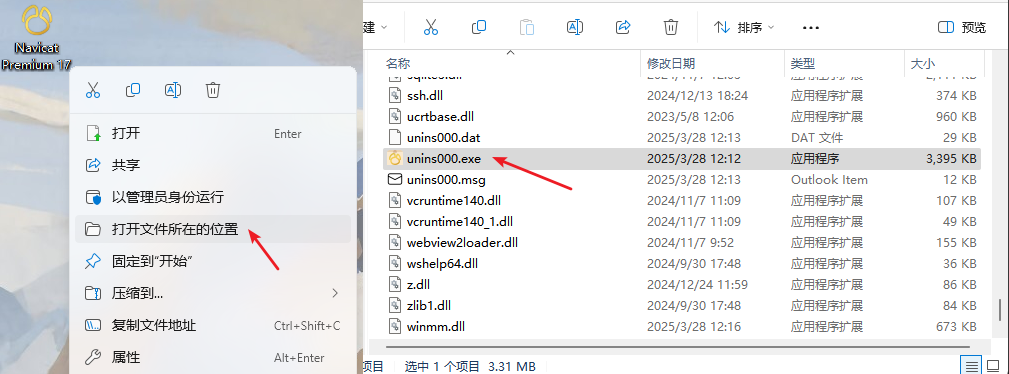 Navicat
Premium 17
打开 Enter
共享
以管理员身份运行
打开文件所在的位置
固定到"开始"
压缩到...
复制文件地址 Ctrl+Shift+C
属性 Alt+Enter
建 排序 ... 预览
名称 修改日期 类型 大小
ssh.dll 2024/12/13 18:24 应用程序扩展 374 KB
ucrtbase.dll 2023/5/8 12:06 应用程序扩展 960 KB
unins000.dat 2025/3/28 12:13 DAT 文件 29 KB
unins000.exe 2025/3/28 12:12 应用程序 3,395 KB
unins000.msg 2025/3/28 12:13 Outlook Item 12 KB
vcruntime140.dll 2024/11/7 11:09 应用程序扩展 107 KB
vcruntime140_1.dll 2024/11/7 11:09 应用程序扩展 49 KB
webview2loader.dll 2024/11/7 9:52 应用程序扩展 155 KB
wshelp64.dll 2024/9/30 17:48 应用程序扩展 36 KB
z.dll 2024/12/24 11:59 应用程序扩展 86 KB
zlib1.dll 2024/9/30 17:48 应用程序扩展 84 KB
winmm.dll 2025/3/28 12:16 应用程序扩展 673 KB
项目 选中 1 个项目 3.31 MB